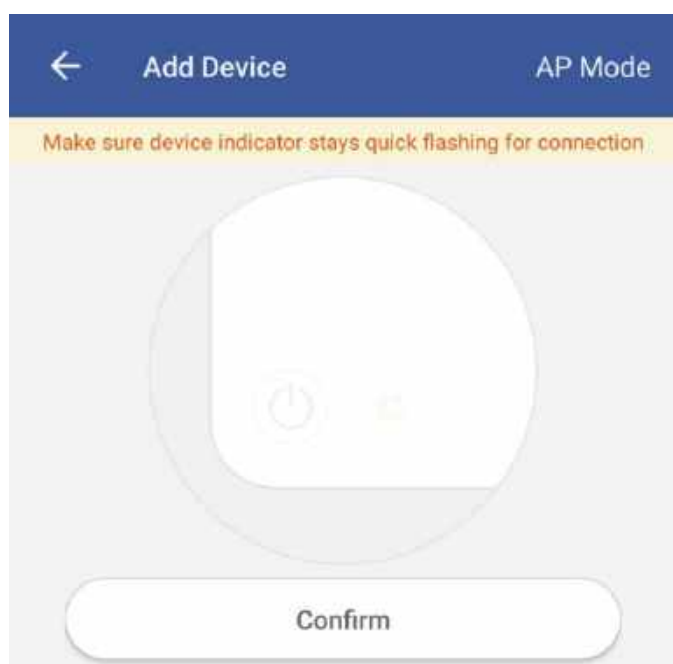 Add Device
AP Mode
Make sure device indicator stays quick flashing for connection
Confirm